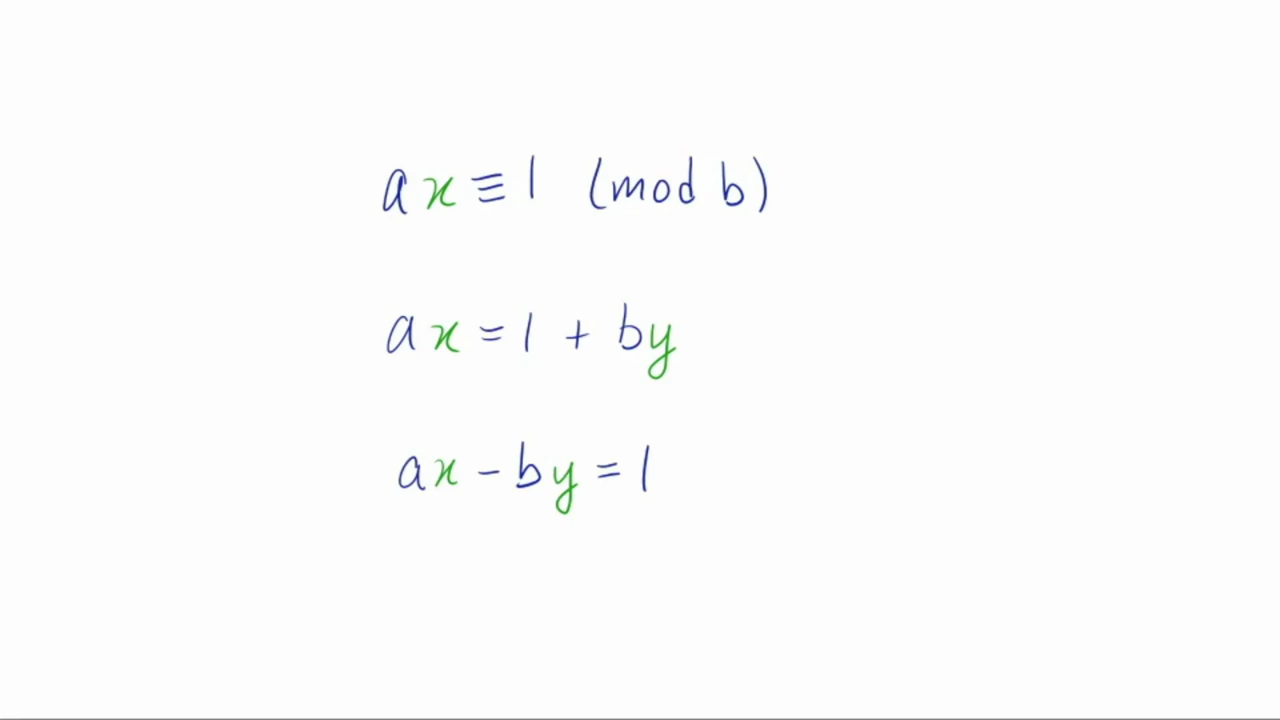 ax ≡ 1 (mod b)
ax = 1 + by
ax - by = 1